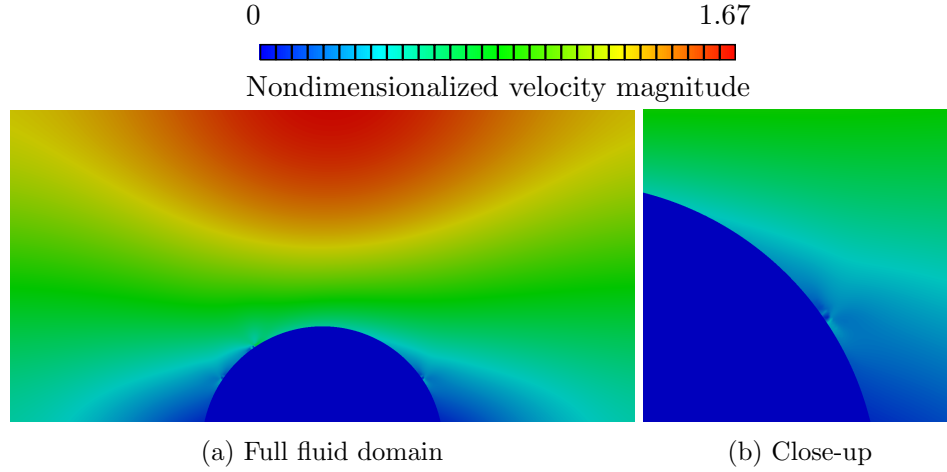 0 1.67
Nondimensionalized velocity magnitude
(a) Full fluid domain
(b) Close-up